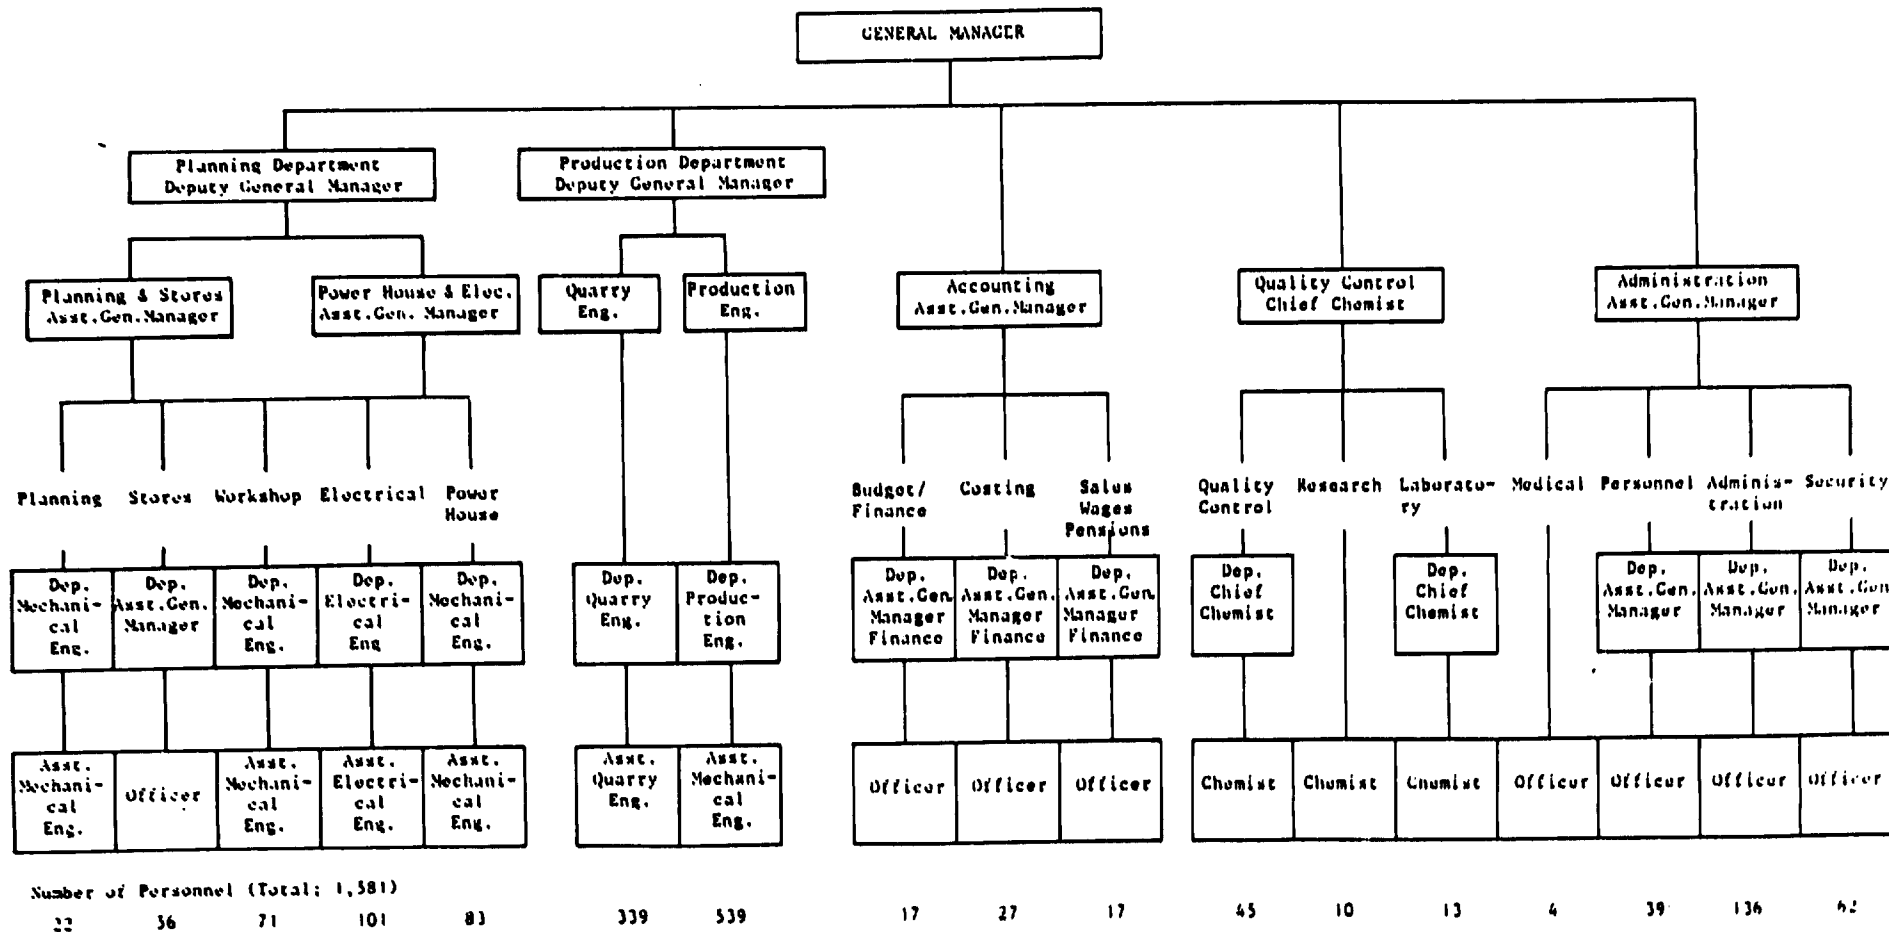 GENERAL MANAGER
Planning Department
Deputy General Manager
Production Department
Deputy General Manager
Planning & Stores
Asst.Gen.Manager
Power House & Elec.
Asst.Gen. Manager
Quarry
Eng.
Production
Eng.
Accounting
Asst.Gen.Manager
Quality Control
Chief Chemist
Administration
Asst.Gen.Manager
Planning
Stores
Workshop
Electrical
Power
House
Budget/
Finance
Costing
Sales
Wages
Pensions
Quality
Control
Research
Laborato-
ry
Medical
Personnel
Adminis-
tration
Security
Dep.
Mechani-
cal
Eng.
Dep.
Asst.Gen.
Manager
Dep.
Mechani-
cal
Eng.
Dep.
Electri-
cal
Eng
Dep.
Mechani-
cal
Eng.
Dep.
Quarry
Eng.
Dep.
Produc-
tion
Eng.
Dep.
Asst.Gen.
Manager
Finance
Dep.
Asst.Gen.
Manager
Finance
Dep.
Asst.Gen.
Manager
Finance
Dep.
Chief
Chemist
Dep.
Chief
Chemist
Dep.
Asst.Gen.
Manager
Dep.
Asst.Gen.
Manager
Dep.
Asst.Gen.
Manager
Asst.
Mechani-
cal
Eng.
Officer
Asst.
Mechani-
cal
Eng.
Asst.
Electri-
cal
Eng.
Asst.
Mechani-
cal
Eng.
Asst.
Quarry
Eng.
Asst.
Mechani-
cal
Eng.
Officer
Officer
Officer
Chemist
Chemist
Chemist
Officer
Officer
Officer
Officer
Number of Personnel (Total: 1,581)
22 56 71 101 83 339 539 17 27 17 45 10 13 4 39 136 62